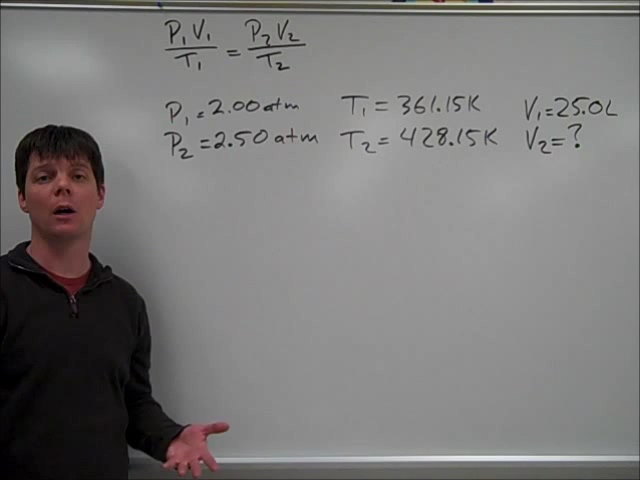 P₁V₁/T₁ = P₂V₂/T₂
P₁ = 2.00 atm T₁ = 361.15K V₁ = 25.0L
P₂ = 2.50 atm T₂ = 428.15K V₂ = ?